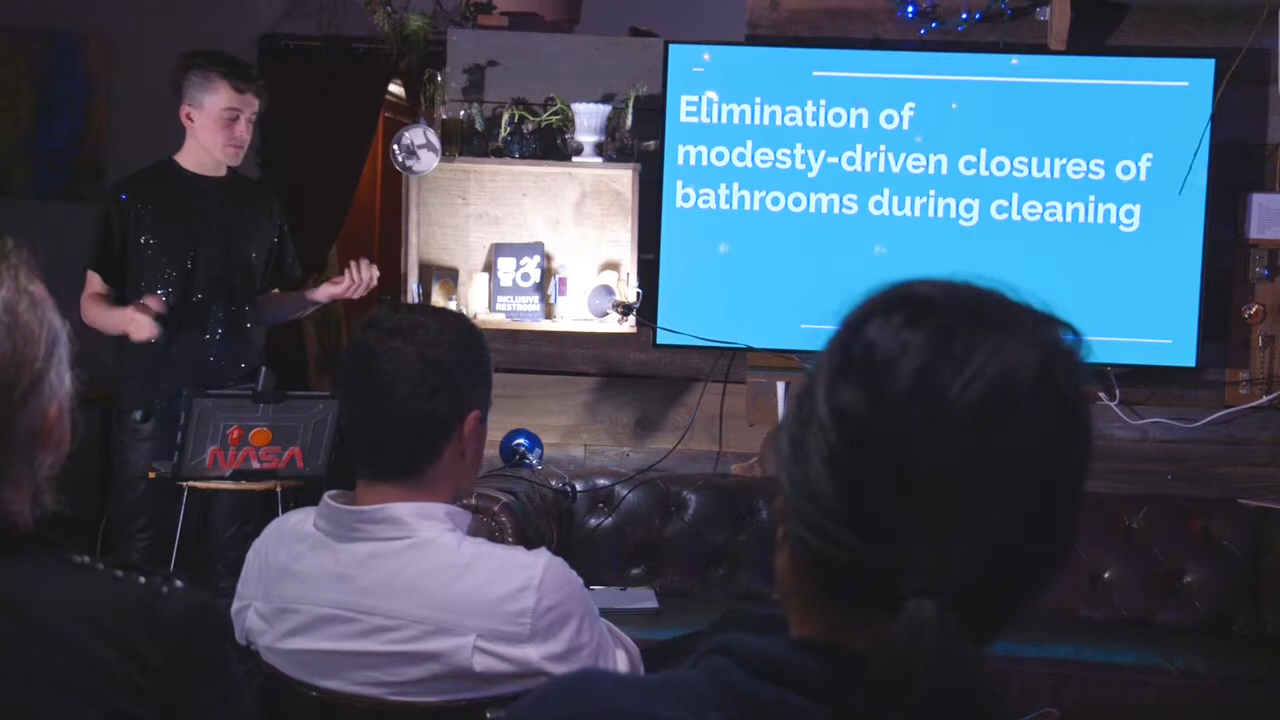 Elimination of
modesty-driven closures of
bathrooms during cleaning
INCLUSIVE
RESTROOM
NASA